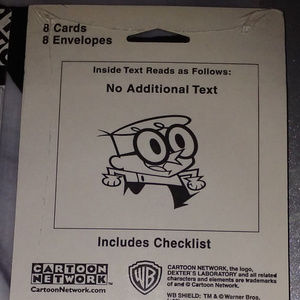 8 Cards
8 Envelopes
Inside Text Reads as Follows:
No Additional Text
Includes Checklist
CARTOON
NETWORK
CartoonNetwork.com
WB
CARTOON NETWORK, the logo,
DEXTER'S LABORATORY and all related
characters and elements are trademarks
of and © Cartoon Network.
WB SHIELD: TM & © Warner Bros.